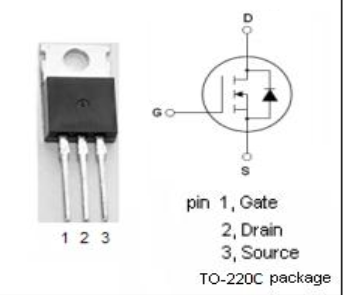 D
G
S
1 2 3
pin 1, Gate
2, Drain
3, Source
TO-220C package